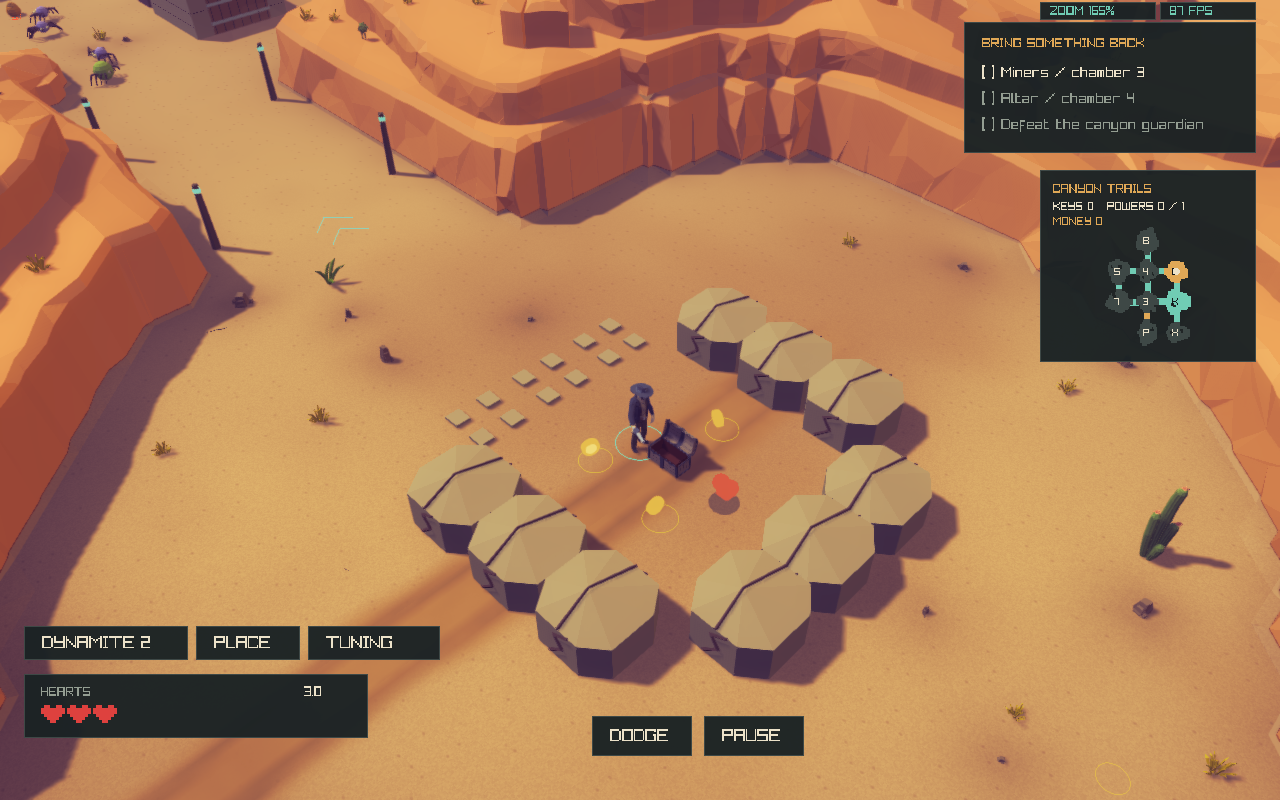 ZOOM 165%
87 FPS
BRING SOMETHING BACK
[ ] Miners / chamber 3
[ ] Altar / chamber 4
[ ] Defeat the canyon guardian
CANYON TRAILS
KEYS 0 POWERS 0 / 1
MONEY 0
B
S 4
7 3 K
P X
DYNAMITE 2
PLACE
TUNING
HEARTS 3.0
DODGE
PAUSE